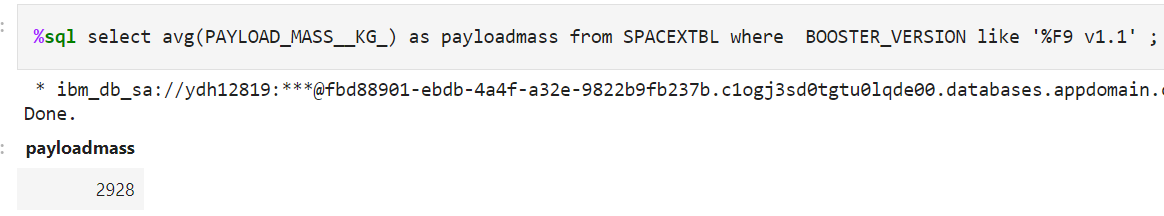 %sql select avg(PAYLOAD_MASS__KG_) as payloadmass from SPACEXTBL where  BOOSTER_VERSION like '%F9 v1.1' ;
* ibm_db_sa://ydh12819:***@fbd88901-ebdb-4a4f-a32e-9822b9fb237b.c1ogj3sd0tgtu0lqde00.databases.appdomain.
Done.
payloadmass
2928